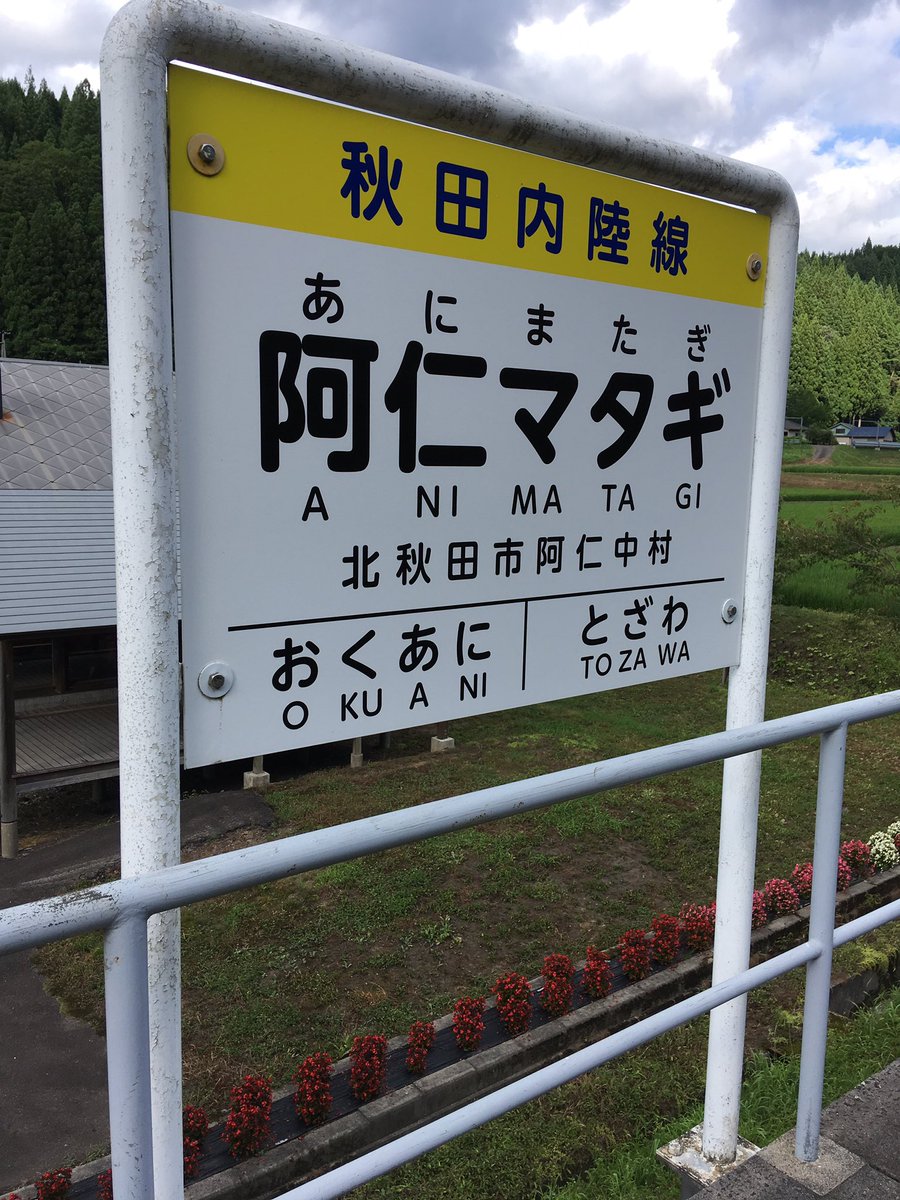 秋田内陸線
あにまたぎ
阿仁マタギ
A NI MA TA GI
北秋田市阿仁中村
おくあに とざわ
O KU A NI TO ZA WA